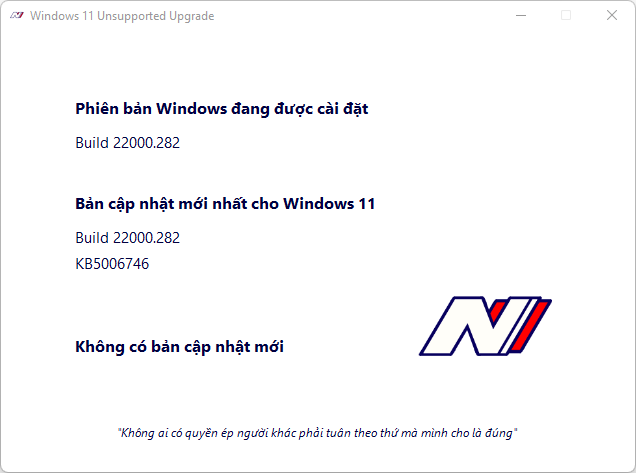 Windows 11 Unsupported Upgrade
Phiên bản Windows đang được cài đặt
Build 22000.282
Bản cập nhật mới nhất cho Windows 11
Build 22000.282
KB5006746
Không có bản cập nhật mới
"Không ai có quyền ép người khác phải tuân theo thứ mà mình cho là đúng"